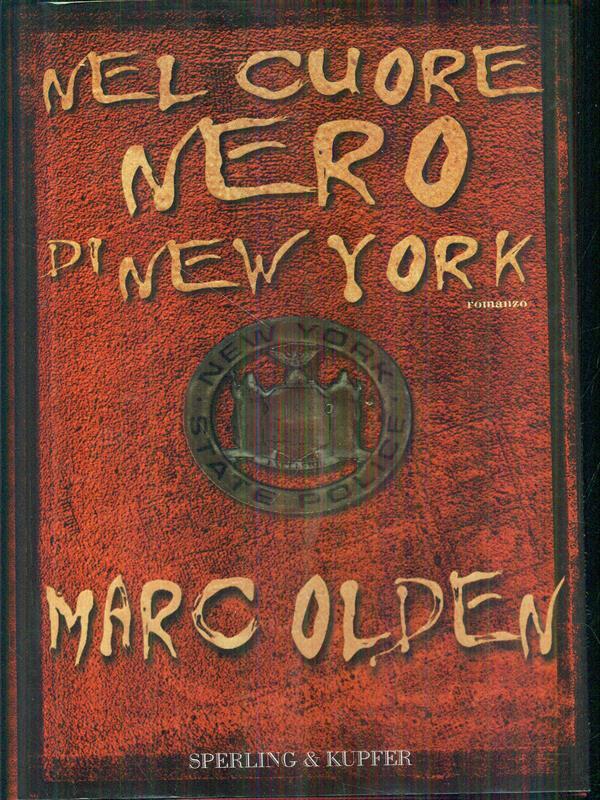 NEL CUORE
NERO
DI NEW YORK
romanzo
· NEW YORK ·
STATE POLICE
MARC OLDEN
SPERLING & KUPFER